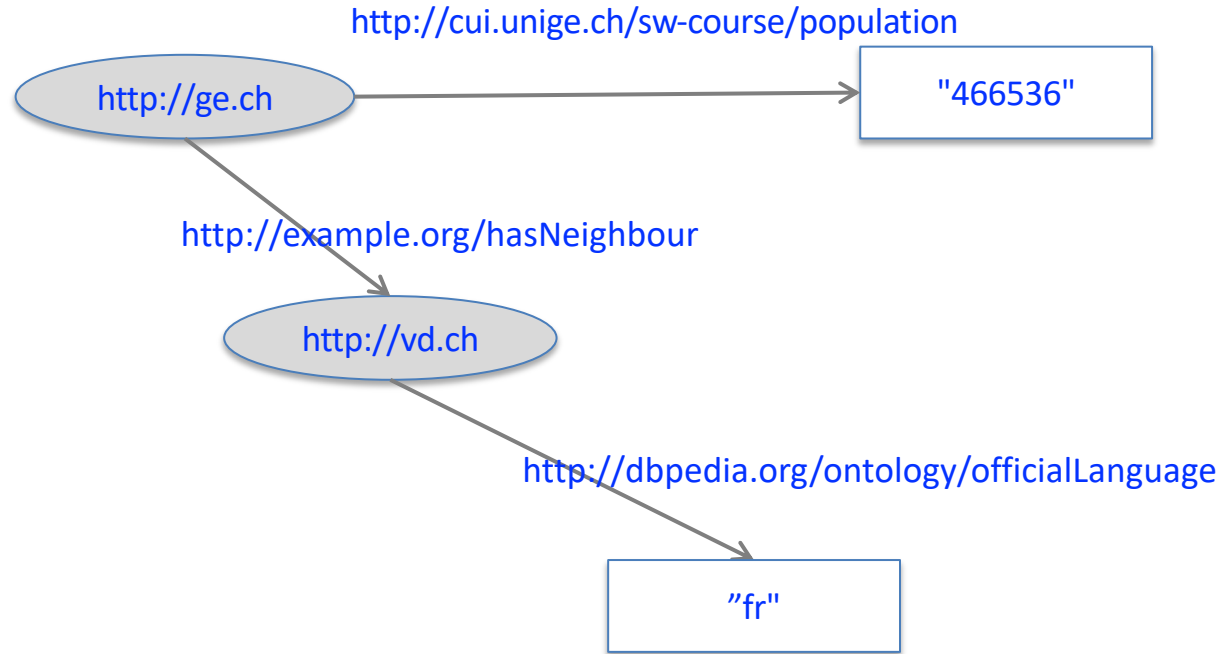 http://cui.unige.ch/sw-course/population
http://ge.ch
"466536"
http://example.org/hasNeighbour
http://vd.ch
http://dbpedia.org/ontology/officialLanguage
”fr"